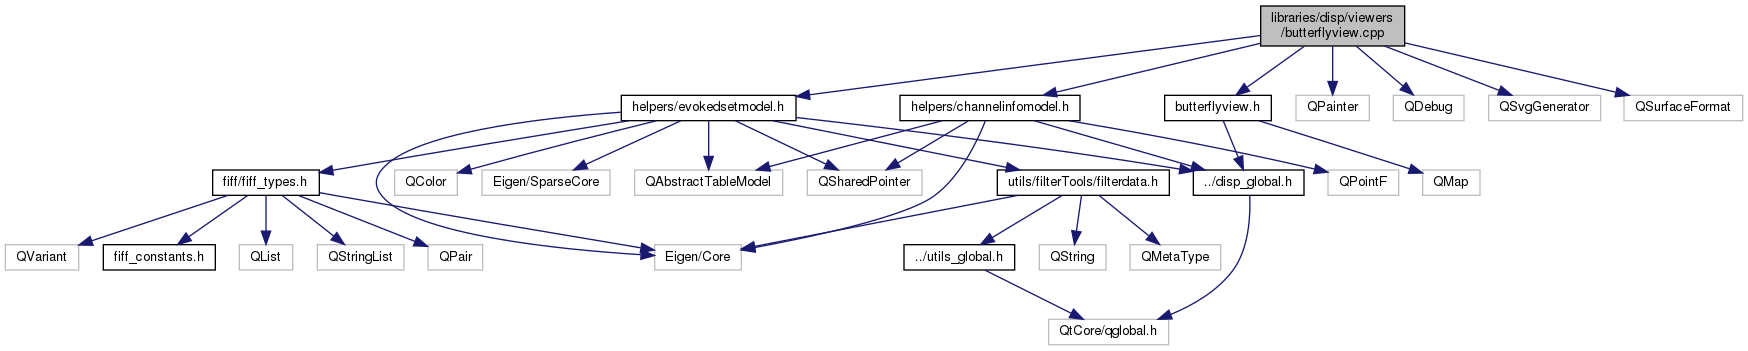 libraries/disp/viewers
/butterflyview.cpp
helpers/evokedsetmodel.h
helpers/channelinfomodel.h
butterflyview.h
QPainter
QDebug
QSvgGenerator
QSurfaceFormat
fiff/fiff_types.h
QColor
Eigen/SparseCore
QAbstractTableModel
QSharedPointer
utils/filterTools/filterdata.h
../disp_global.h
QPointF
QMap
QVariant
fiff_constants.h
QList
QStringList
QPair
Eigen/Core
../utils_global.h
QString
QMetaType
QtCore/qglobal.h